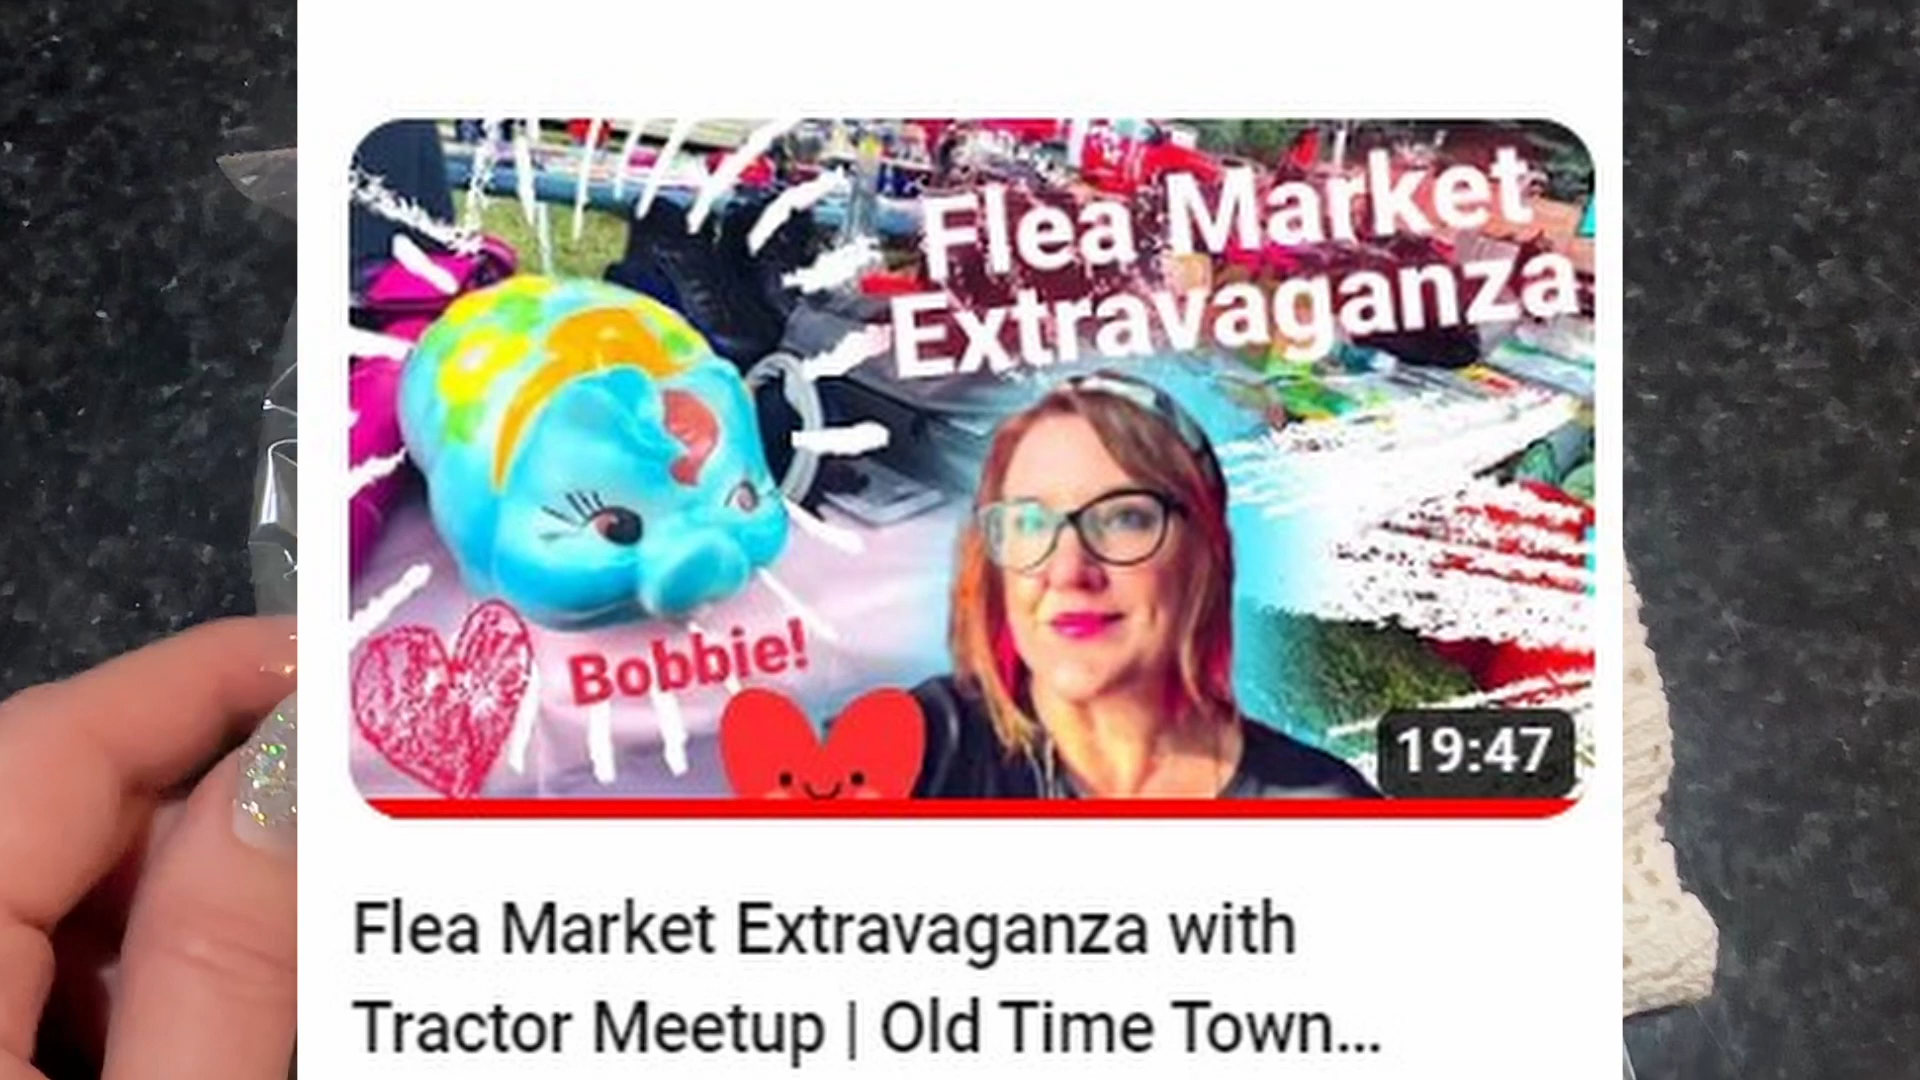 Flea Market
Extravaganza
Bobbie!
19:47
Flea Market Extravaganza with
Tractor Meetup | Old Time Town...